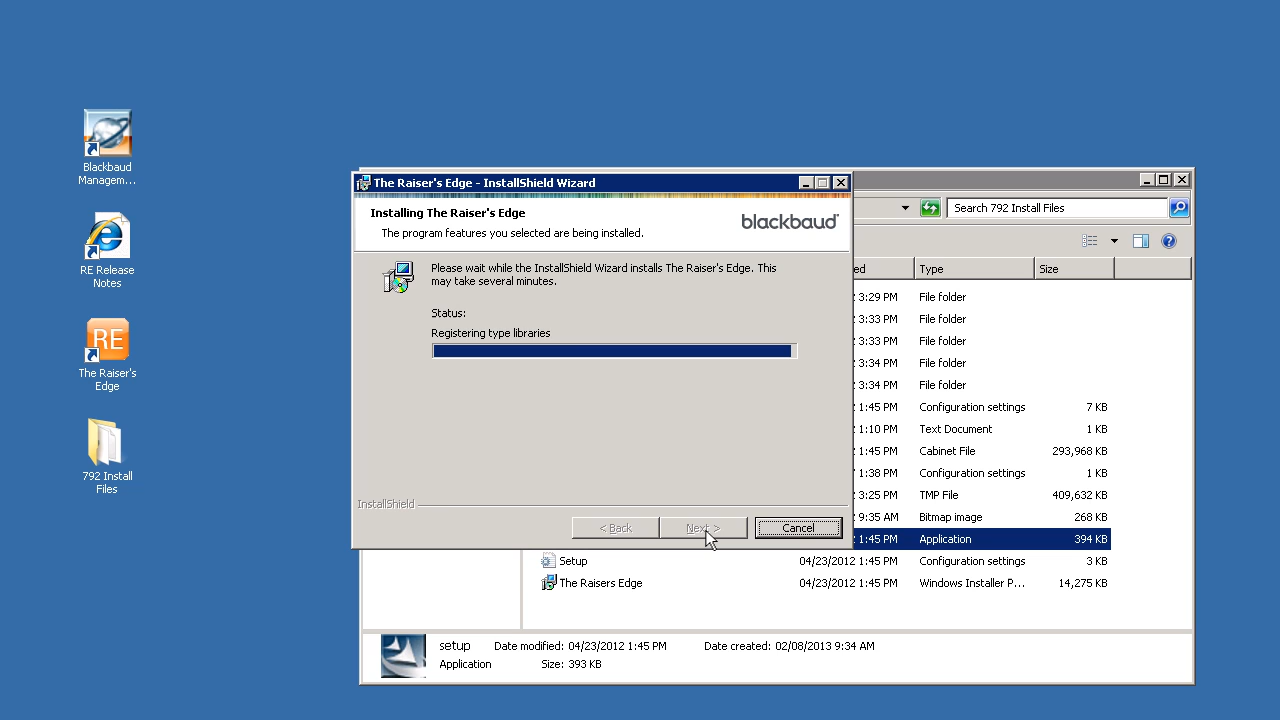 Blackbaud
Managem...
RE Release
Notes
RE
The Raiser's
Edge
792 Install
Files
The Raiser's Edge - InstallShield Wizard
Installing The Raiser's Edge
The program features you selected are being installed.
blackbaud
Please wait while the InstallShield Wizard installs The Raiser's Edge. This
may take several minutes.
Status:
Registering type libraries
InstallShield
< Back
Next >
Cancel
Search 792 Install Files
ed Type Size
2 3:29 PM File folder
2 3:33 PM File folder
2 3:33 PM File folder
2 3:34 PM File folder
2 3:34 PM File folder
2 1:45 PM Configuration settings 7 KB
2 1:10 PM Text Document 1 KB
2 1:45 PM Cabinet File 293,968 KB
1:38 PM Configuration settings 1 KB
3:25 PM TMP File 409,632 KB
9:35 AM Bitmap image 268 KB
2 1:45 PM Application 394 KB
Setup 04/23/2012 1:45 PM Configuration settings 3 KB
The Raisers Edge 04/23/2012 1:45 PM Windows Installer P... 14,275 KB
setup Date modified: 04/23/2012 1:45 PM Date created: 02/08/2013 9:34 AM
Application Size: 393 KB